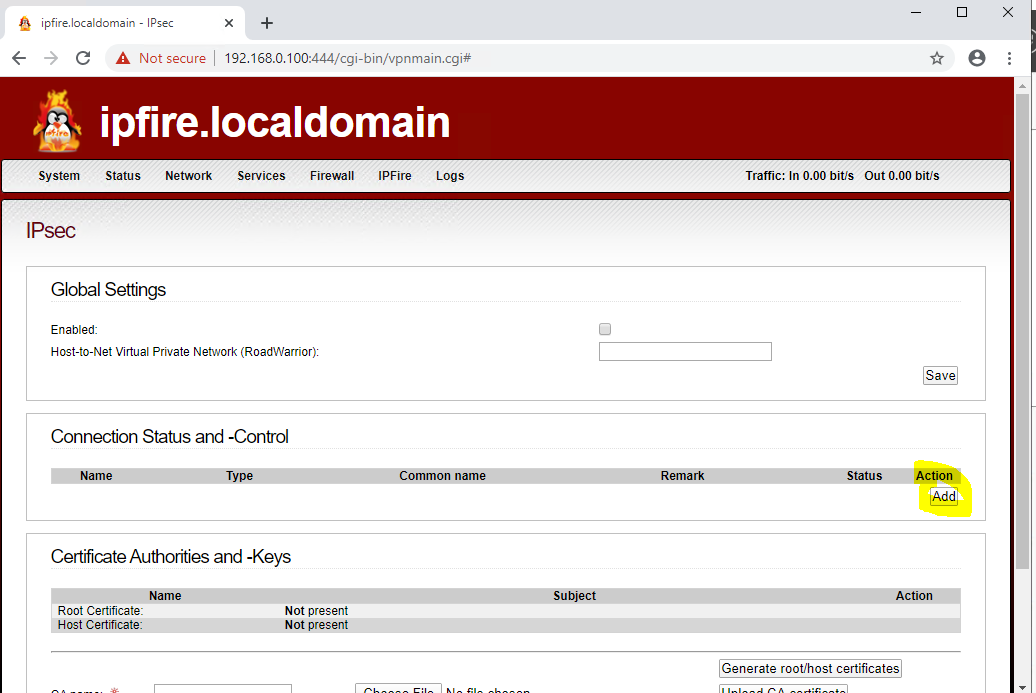 ipfire.localdomain - IPsec
Not secure 192.168.0.100:444/cgi-bin/vpnmain.cgi#
ipfire.localdomain
System Status Network Services Firewall IPFire Logs Traffic: In 0.00 bit/s Out 0.00 bit/s
IPsec
Global Settings
Enabled:
Host-to-Net Virtual Private Network (RoadWarrior):
Save
Connection Status and -Control
Name Type Common name Remark Status Action
Add
Certificate Authorities and -Keys
Name Subject Action
Root Certificate: Not present
Host Certificate: Not present
Generate root/host certificates
CA name: Choose File No file chosen Upload CA certificate